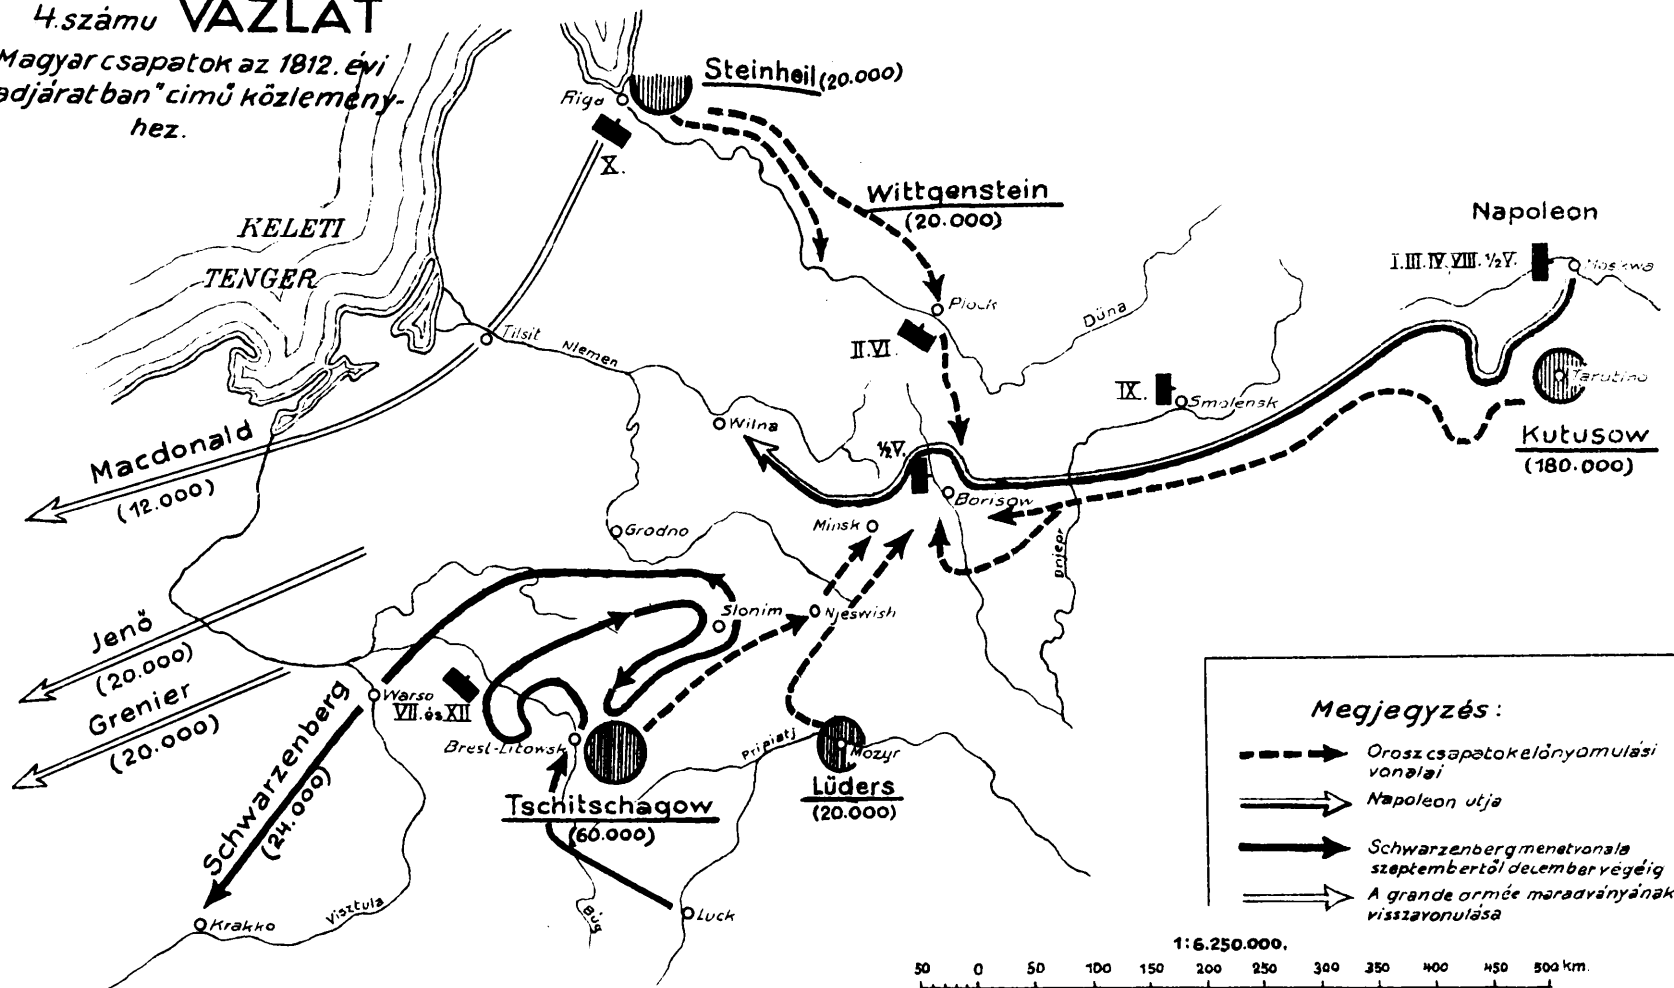 4.számu VÁZLAT
Magyar csapatok az 1812. évi
adjáratban" cimű közlemény-
hez.
Steinheil (20.000)
Riga
X.
KELETI
TENGER
Wittgenstein
(20.000)
Napoleon
I.III.IV.VIII.½V.
Moskwa
Plock
Düna
Tilsit
Niemen
II.VI.
IX.
Smolensk
Tarutino
Kutusow
(180.000)
Wilna
½V.
Macdonald
(12.000)
Borisow
Minsk
Grodno
Dnjepr
Jenő
(20.000)
Slonim
Njeswish
Grenier
(20.000)
Warso
VII. és XII
Schwarzenberg
(24.000)
Brest-Litowsk
Pripiatj
Mozyr
Tschitschagow
(60.000)
Lüders
(20.000)
Krakko
Visztula
Búg
Luck
Megjegyzés:
Orosz csapatok előnyomulási
vonalai
Napoleon utja
Schwarzenberg menetvonala
szeptembertől december végéig
A grande armée maradványának
visszavonulása
1:6.250.000.
50 0 50 100 150 200 250 300 350 400 450 500 km.